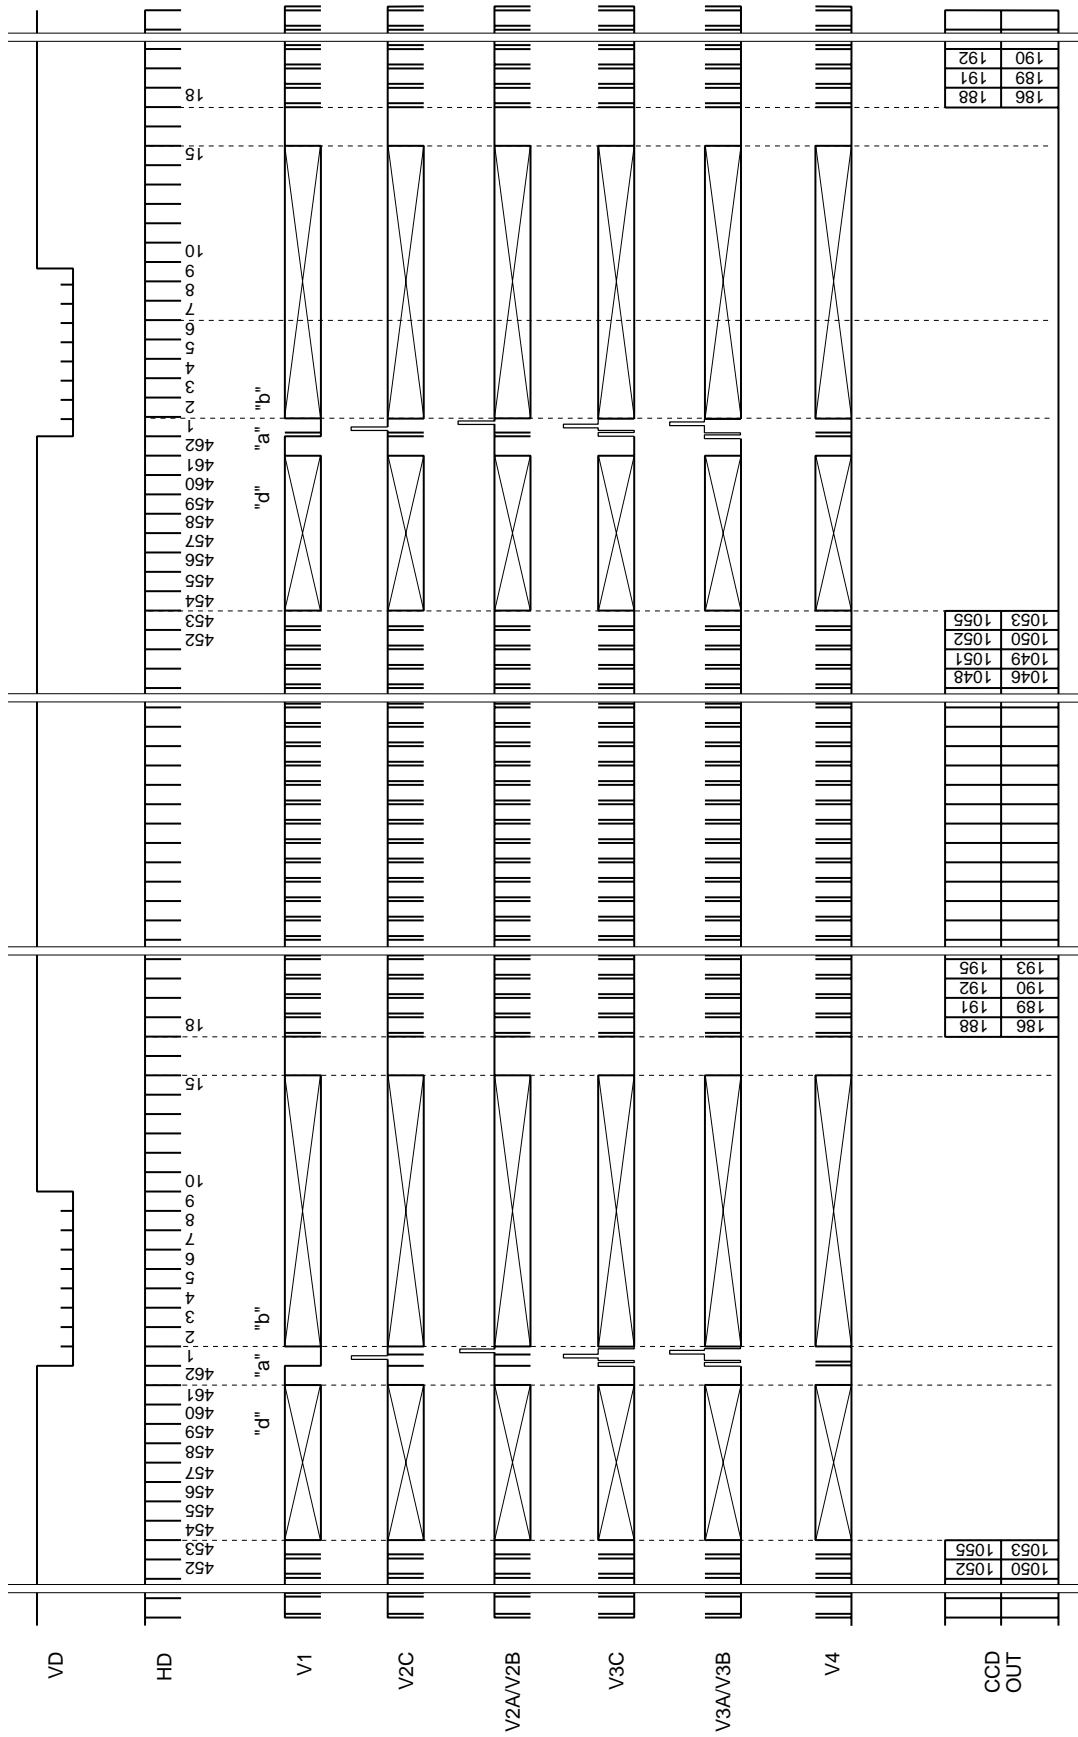 VD
HD 452 453 454 455 456 457 458 459 460 461 462 1 2 3 4 5 6 7 8 9 10 15 18 452 453 454 455 456 457 458 459 460 461 462 1 2 3 4 5 6 7 8 9 10 15 18
"d" "a" "b" "d" "a" "b"
V1
V2C
V2A/V2B
V3C
V3A/V3B
V4
CCD 1052 1055 188 191 192 195 1048 1051 1052 1055 188 191 192
OUT 1050 1053 186 189 190 193 1046 1049 1050 1053 186 189 190